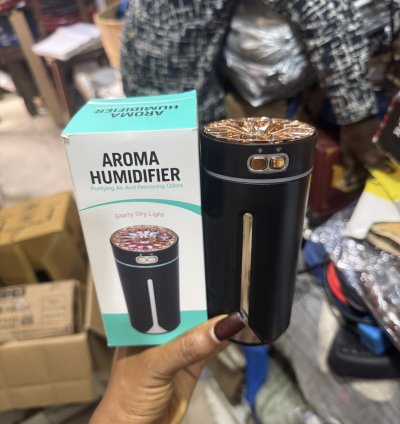 AROMA
HUMIDIFIER
AROMA
HUMIDIFIER
Purifying Air And Removing Odors
Starry Sky Light